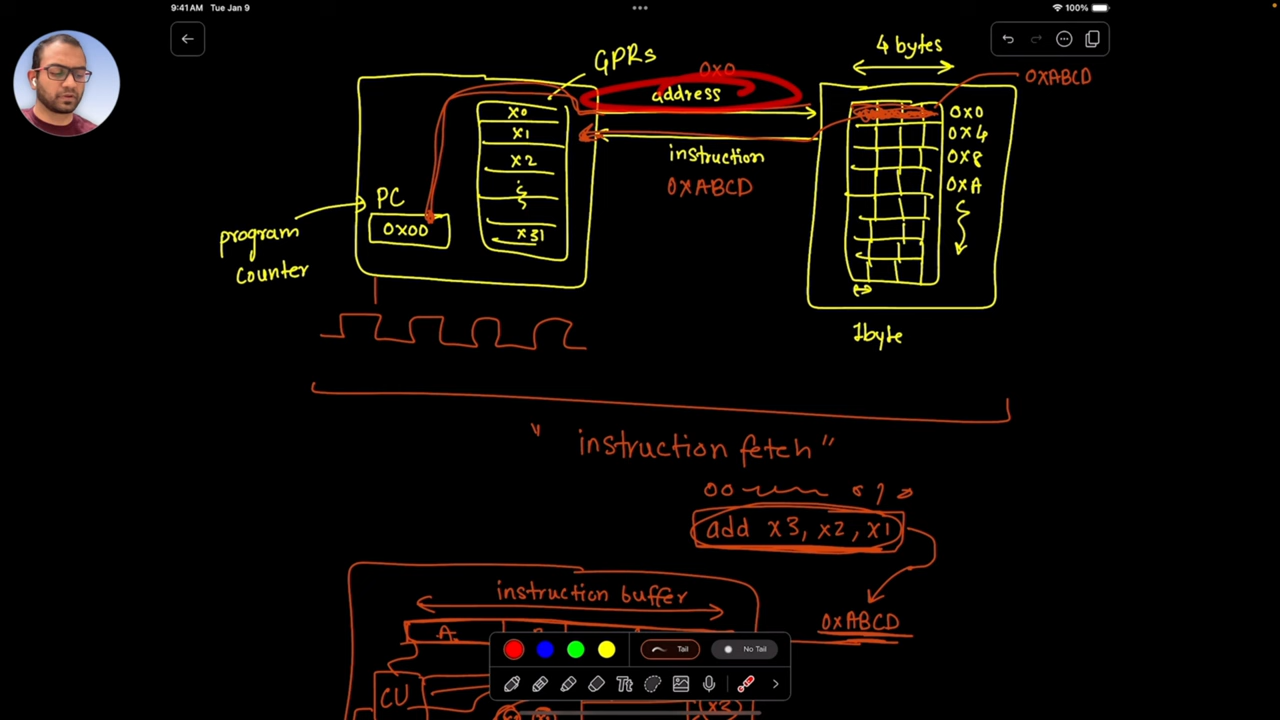 9:41 AM Tue Jan 9
100%
4 bytes
GPRs
0x0
0xABCD
address
x0
0x0
x1
0x4
x2
instruction
0x8
0xABCD
0xA
PC
0x00
x31
program
counter
1byte
"instruction fetch"
add x3, x2, x1
instruction buffer
0xABCD
A
Tail
No Tail
CU
Tt
(x3)